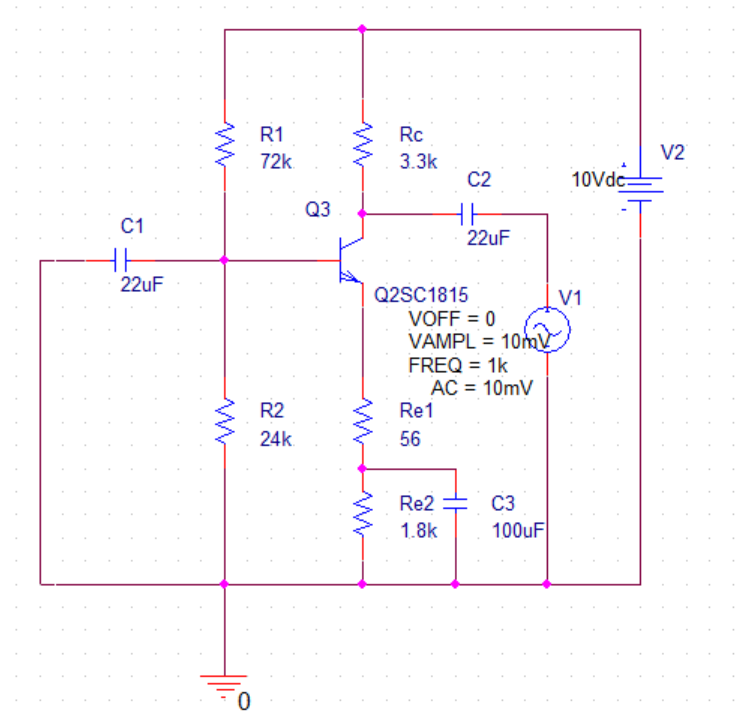 R1
72k
Rc
3.3k
V2
10Vdc
C2
22uF
Q3
C1
22uF
Q2SC1815
V1
VOFF = 0
VAMPL = 10mV
FREQ = 1k
AC = 10mV
R2
24k
Re1
56
Re2
1.8k
C3
100uF
0